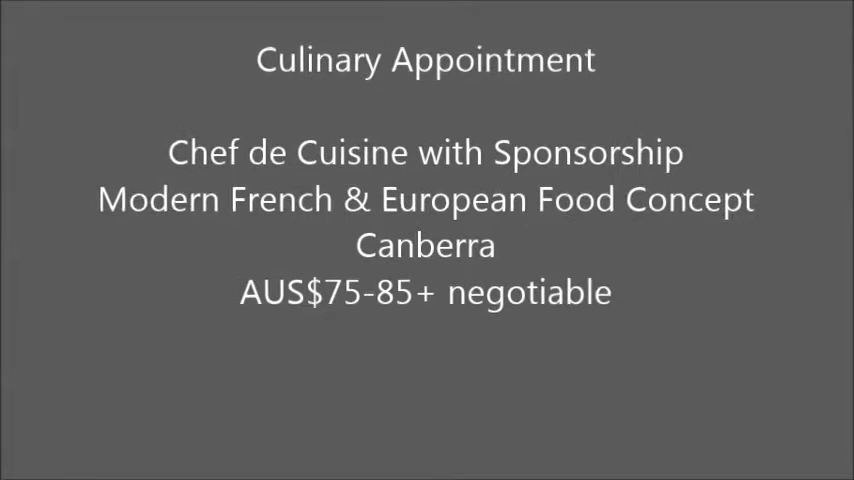 Culinary Appointment
Chef de Cuisine with Sponsorship
Modern French & European Food Concept
Canberra
AUS$75-85+ negotiable